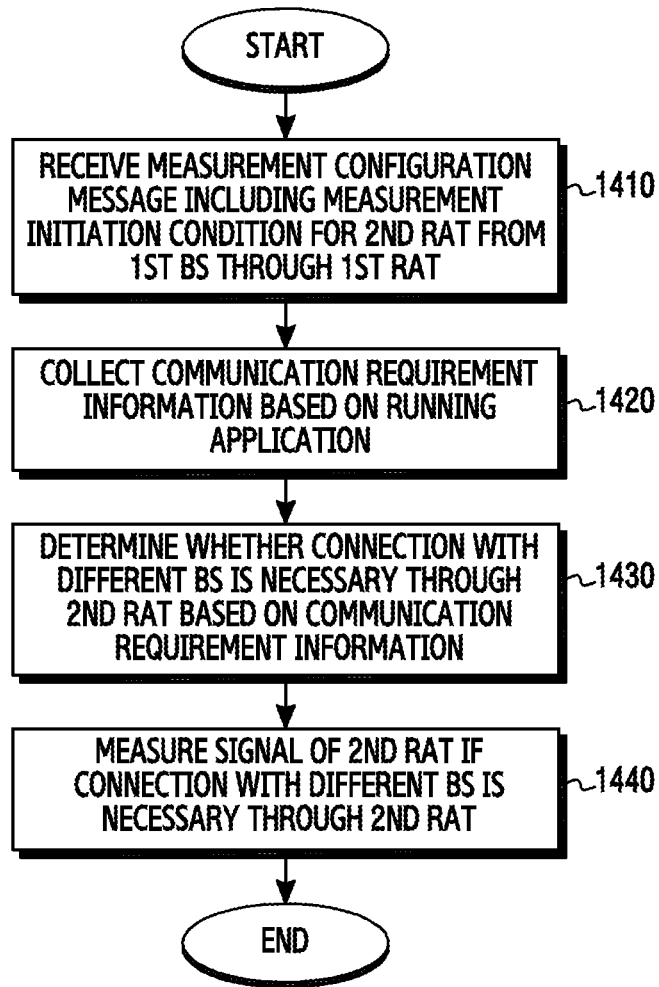 START
RECEIVE MEASUREMENT CONFIGURATION
MESSAGE INCLUDING MEASUREMENT
INITIATION CONDITION FOR 2ND RAT FROM
1ST BS THROUGH 1ST RAT
1410
COLLECT COMMUNICATION REQUIREMENT
INFORMATION BASED ON RUNNING
APPLICATION
1420
DETERMINE WHETHER CONNECTION WITH
DIFFERENT BS IS NECESSARY THROUGH
2ND RAT BASED ON COMMUNICATION
REQUIREMENT INFORMATION
1430
MEASURE SIGNAL OF 2ND RAT IF
CONNECTION WITH DIFFERENT BS IS
NECESSARY THROUGH 2ND RAT
1440
END